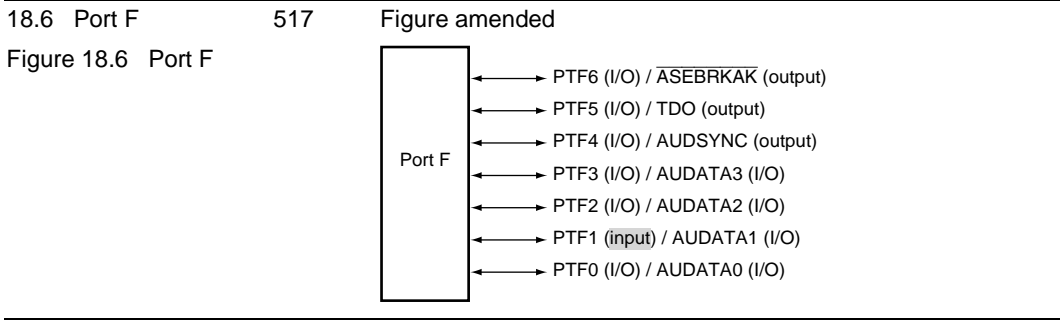 18.6 Port F 517 Figure amended
Figure 18.6 Port F
PTF6 (I/O) / ASEBRKAK (output)
PTF5 (I/O) / TDO (output)
PTF4 (I/O) / AUDSYNC (output)
Port F
PTF3 (I/O) / AUDATA3 (I/O)
PTF2 (I/O) / AUDATA2 (I/O)
PTF1 (input) / AUDATA1 (I/O)
PTF0 (I/O) / AUDATA0 (I/O)